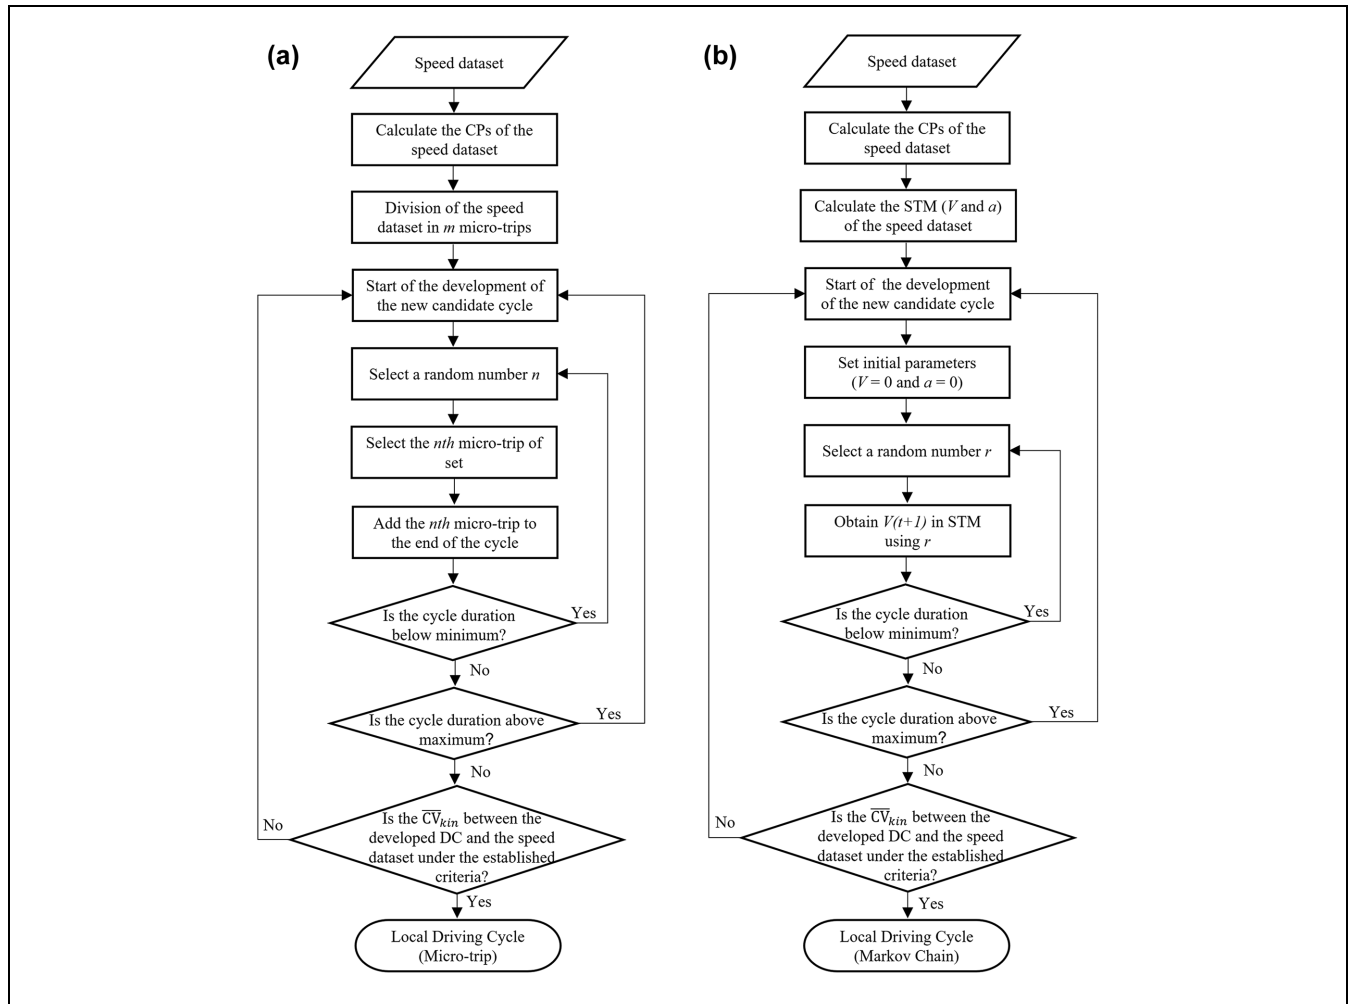 (a)
Speed dataset
Calculate the CPs of the
speed dataset
Division of the speed
dataset in m micro-trips
Start of the development of
the new candidate cycle
Select a random number n
Select the nth micro-trip of
set
Add the nth micro-trip to
the end of the cycle
Is the cycle duration
below minimum?
Yes
No
Is the cycle duration above
maximum?
Yes
No
Is the C̅V̅kin between the
developed DC and the speed
dataset under the established
criteria?
No
Yes
Local Driving Cycle
(Micro-trip)
(b)
Speed dataset
Calculate the CPs of the
speed dataset
Calculate the STM (V and a)
of the speed dataset
Start of the development
of the new candidate cycle
Set initial parameters
(V = 0 and a = 0)
Select a random number r
Obtain V(t+1) in STM
using r
Is the cycle duration
below minimum?
Yes
No
Is the cycle duration above
maximum?
Yes
No
Is the C̅V̅kin between the
developed DC and the speed
dataset under the established
criteria?
No
Yes
Local Driving Cycle
(Markov Chain)